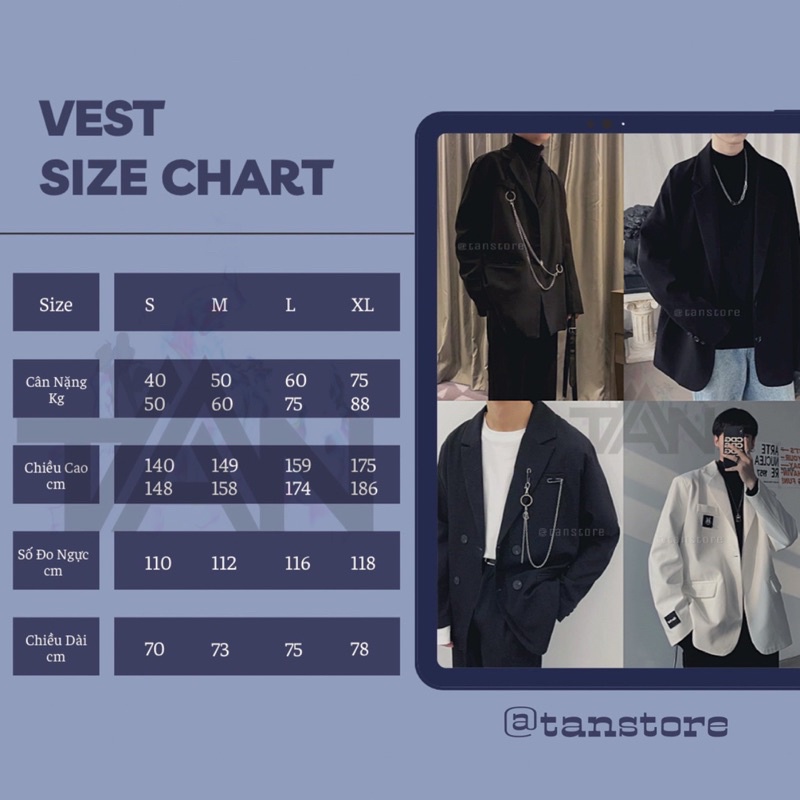 VEST
SIZE CHART
Size S M L XL
Cân Nặng
Kg
40 50 60 75
50 60 75 88
Chiều Cao
cm
140 149 159 175
148 158 174 186
Số Đo Ngực
cm
110 112 116 118
Chiều Dài
cm
70 73 75 78
TAN
@tanstore
@tanstore
TAN
@tanstore
@tanstore
@tanstore